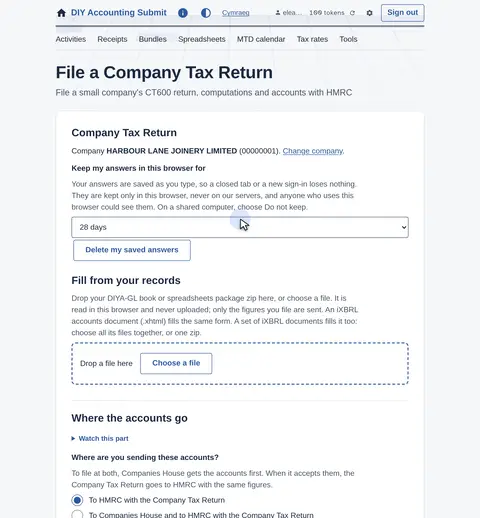 DIY Accounting Submit
Cymraeg
elea...
100 tokens
Sign out
Activities Receipts Bundles Spreadsheets MTD calendar Tax rates Tools
File a Company Tax Return
File a small company's CT600 return, computations and accounts with HMRC
Company Tax Return
Company HARBOUR LANE JOINERY LIMITED (00000001). Change company.
Keep my answers in this browser for
Your answers are saved as you type, so a closed tab or a new sign-in loses nothing.
They are kept only in this browser, never on our servers, and anyone who uses this
browser could see them. On a shared computer, choose Do not keep.
28 days
Delete my saved answers
Fill from your records
Drop your DIYA-GL book or spreadsheets package zip here, or choose a file. It is
read in this browser and never uploaded; only the figures you file are sent. An iXBRL
accounts document (.xhtml) fills the same form. A set of iXBRL documents fills it too:
choose all its files together, or one zip.
Drop a file here
Choose a file
Where the accounts go
Watch this part
Where are you sending these accounts?
To file at both, Companies House gets the accounts first. When it accepts them, the
Company Tax Return goes to HMRC with the same figures.
To HMRC with the Company Tax Return
To Companies House and to HMRC with the Company Tax Return